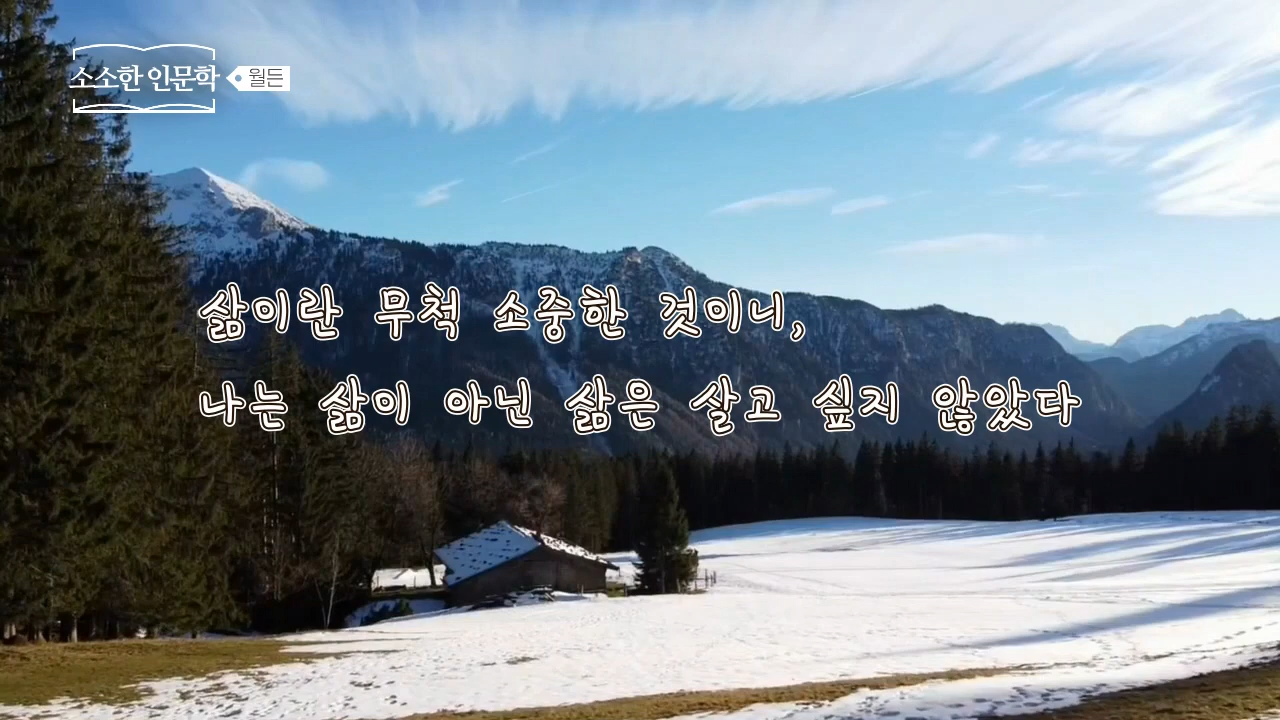 소소한 인문학 월든
삶이란 무척 소중한 것이니,
나는 삶이 아닌 삶은 살고 싶지 않았다